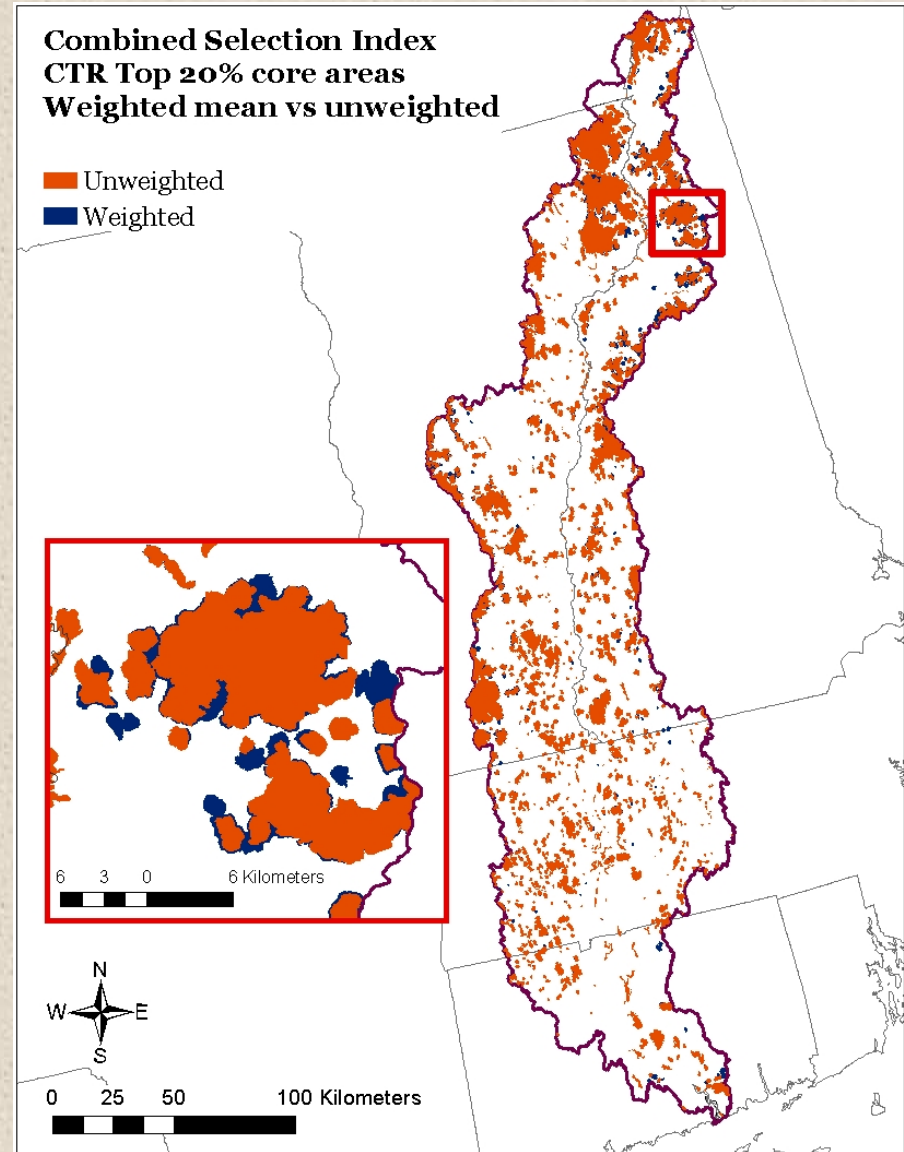 Combined Selection Index
CTR Top 20% core areas
Weighted mean vs unweighted
Unweighted
Weighted
6 3 0 6 Kilometers
N
W E
S
0 25 50 100 Kilometers